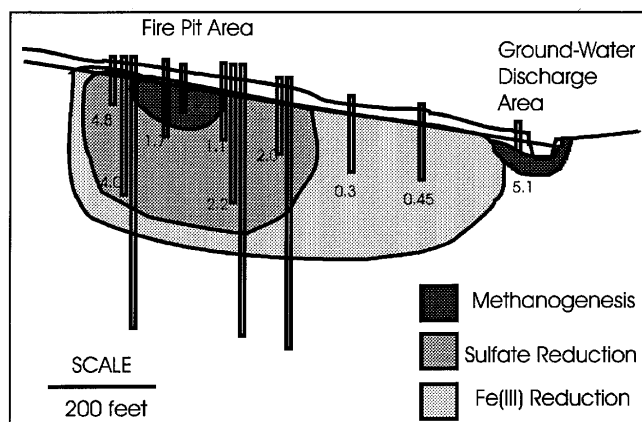 Fire Pit Area
Ground-Water
Discharge
Area
4.8
1.7
1.1
2.0
4.0
2.2
0.3
0.45
5.1
Methanogenesis
Sulfate Reduction
Fe(III) Reduction
SCALE
200 feet